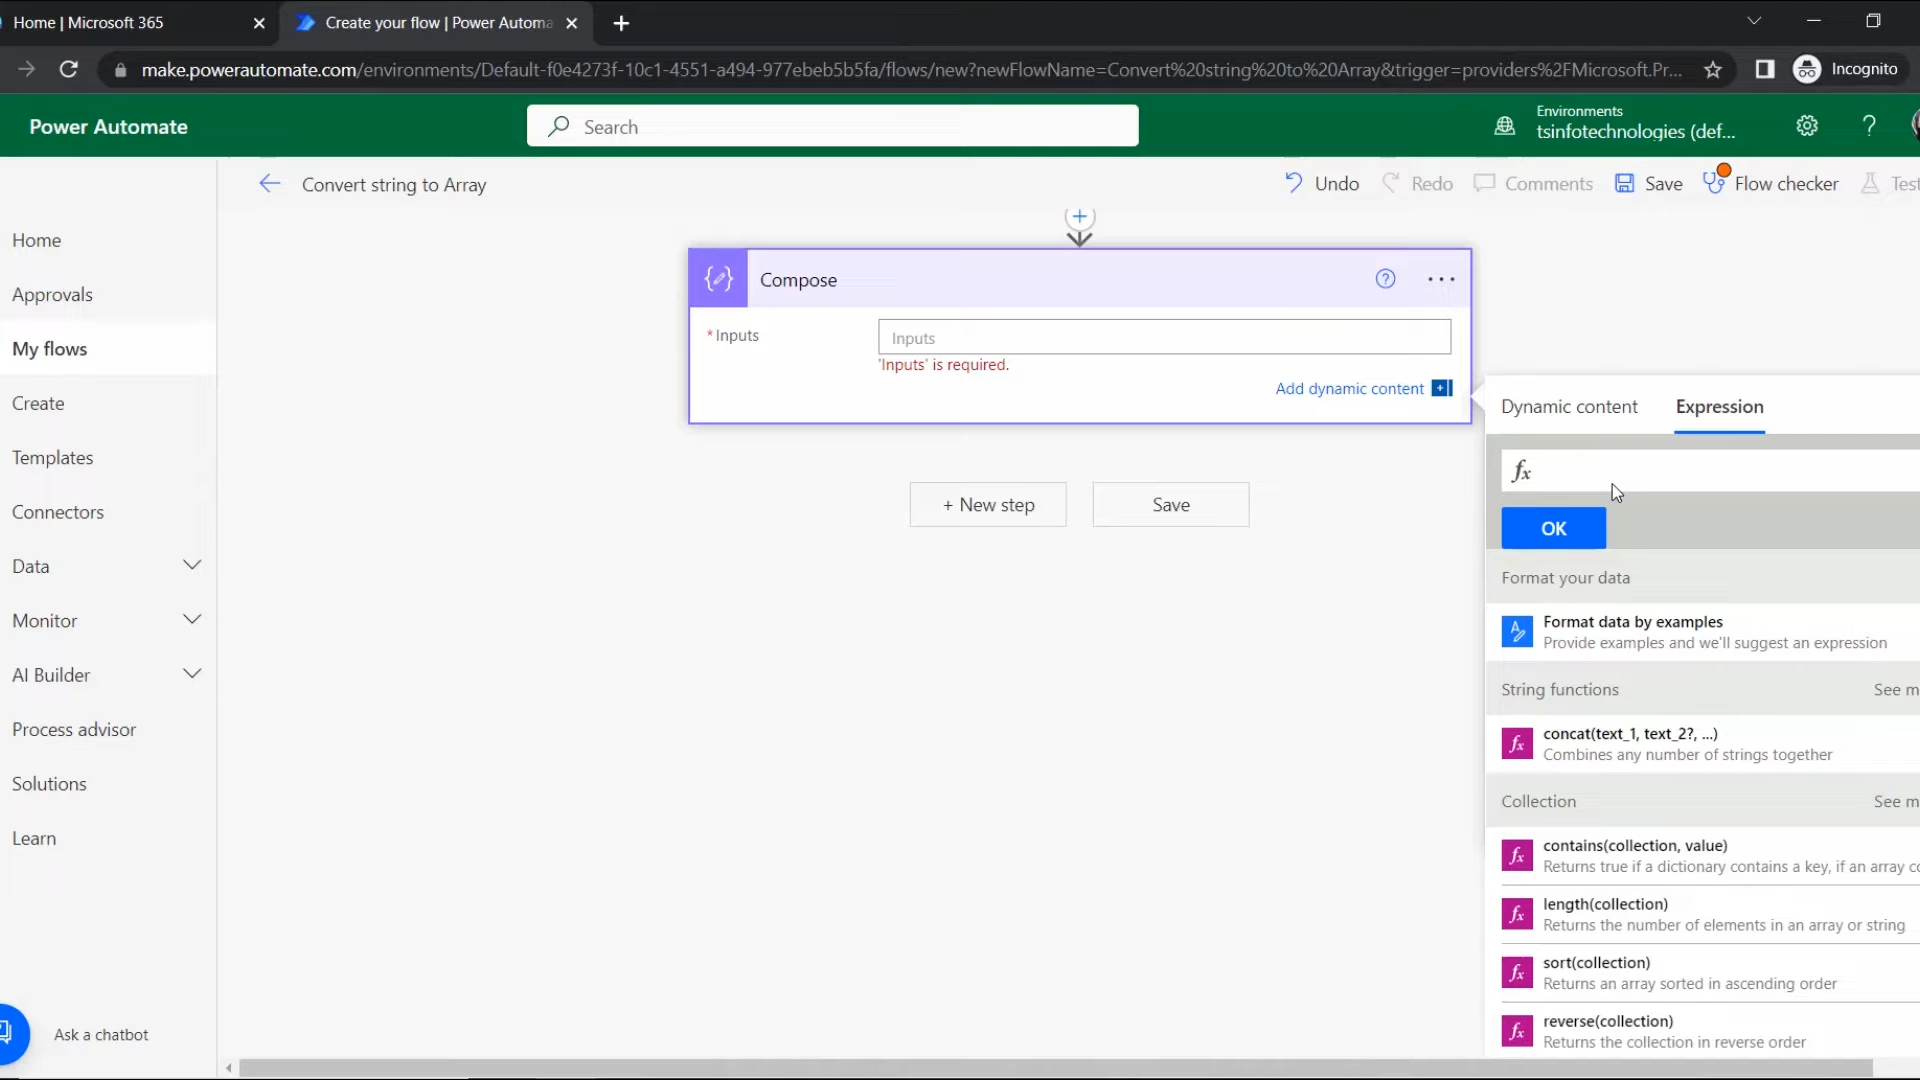 Home | Microsoft 365
Create your flow | Power Automa
make.powerautomate.com/environments/Default-f0e4273f-10c1-4551-a494-977ebeb5b5fa/flows/new?newFlowName=Convert%20string%20to%20Array&trigger=providers%2FMicrosoft.Pr...
Incognito
Power Automate
Search
Environments
tsinfotechnologies (def...
?
Convert string to Array
Undo
Redo
Comments
Save
Flow checker
Test
Home
Approvals
My flows
Create
Templates
Connectors
Data
Monitor
AI Builder
Process advisor
Solutions
Learn
Ask a chatbot
Compose
?
...
* Inputs
Inputs
'Inputs' is required.
Add dynamic content
+ New step
Save
Dynamic content
Expression
fx
OK
Format your data
Format data by examples
Provide examples and we'll suggest an expression
String functions
See m
fx
concat(text_1, text_2?, ...)
Combines any number of strings together
Collection
See m
fx
contains(collection, value)
Returns true if a dictionary contains a key, if an array co
fx
length(collection)
Returns the number of elements in an array or string
fx
sort(collection)
Returns an array sorted in ascending order
fx
reverse(collection)
Returns the collection in reverse order